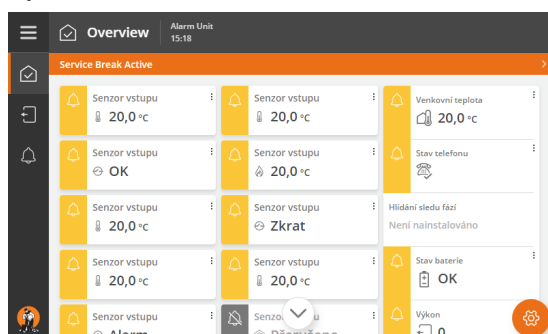 Overview
Alarm Unit
15:18
Service Break Active
Senzor vstupu
20,0 °C
Senzor vstupu
OK
Senzor vstupu
20,0 °C
Senzor vstupu
20,0 °C
Senzor vstupu
Alarm
Senzor vstupu
20,0 °C
Senzor vstupu
20,0 °C
Senzor vstupu
Zkrat
Senzor vstupu
20,0 °C
Přerušeno
Venkovní teplota
20,0 °C
Stav telefonu
Hlídání sledu fází
Není nainstalováno
Stav baterie
OK
Výkon
0